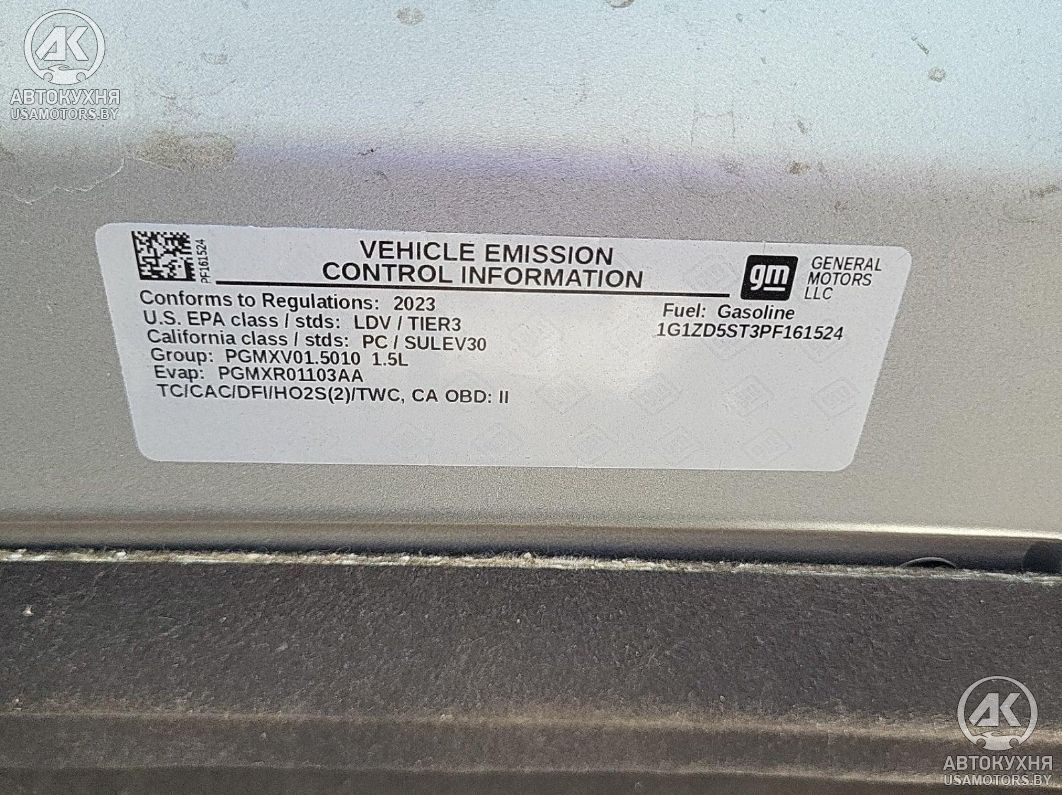 АВТОКУХНЯ
USAMOTORS.BY
PF161524
VEHICLE EMISSION
CONTROL INFORMATION
gm
GENERAL
MOTORS
LLC
Conforms to Regulations: 2023
U.S. EPA class / stds: LDV / TIER3
California class / stds: PC / SULEV30
Group: PGMXV01.5010 1.5L
Evap: PGMXR01103AA
TC/CAC/DFI/HO2S(2)/TWC, CA OBD: II
Fuel: Gasoline
1G1ZD5ST3PF161524
АК
АВТОКУХНЯ
USAMOTORS.BY